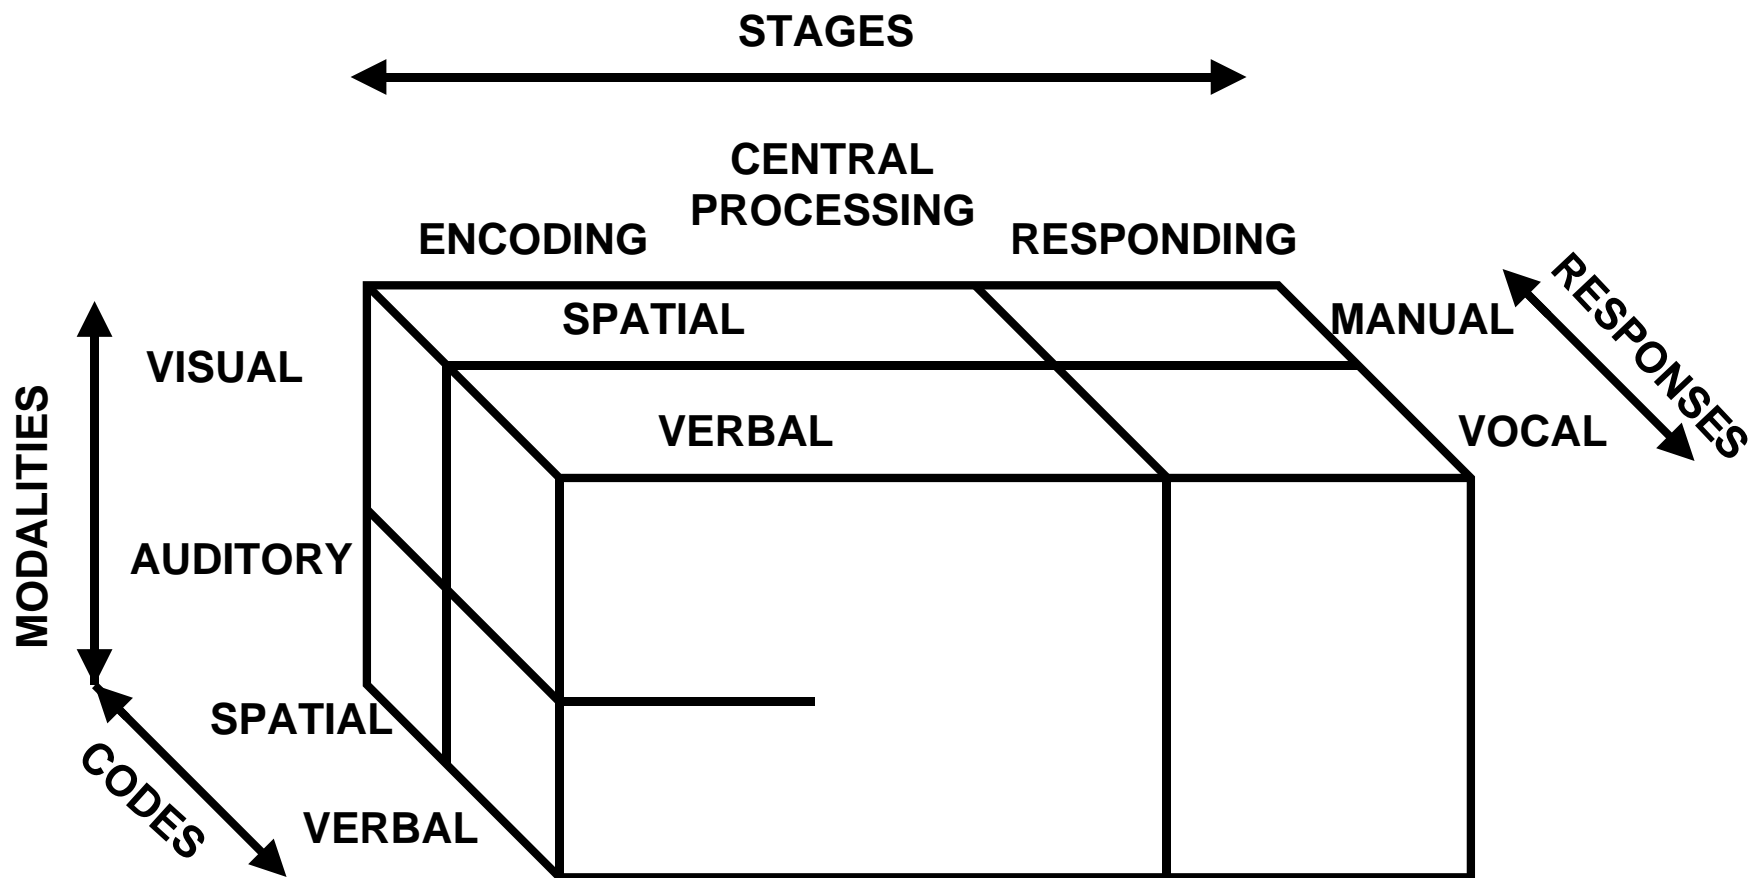 STAGES
CENTRAL
PROCESSING
ENCODING
RESPONDING
RESPONSES
SPATIAL
MANUAL
VISUAL
VERBAL
VOCAL
MODALITIES
AUDITORY
SPATIAL
CODES
VERBAL